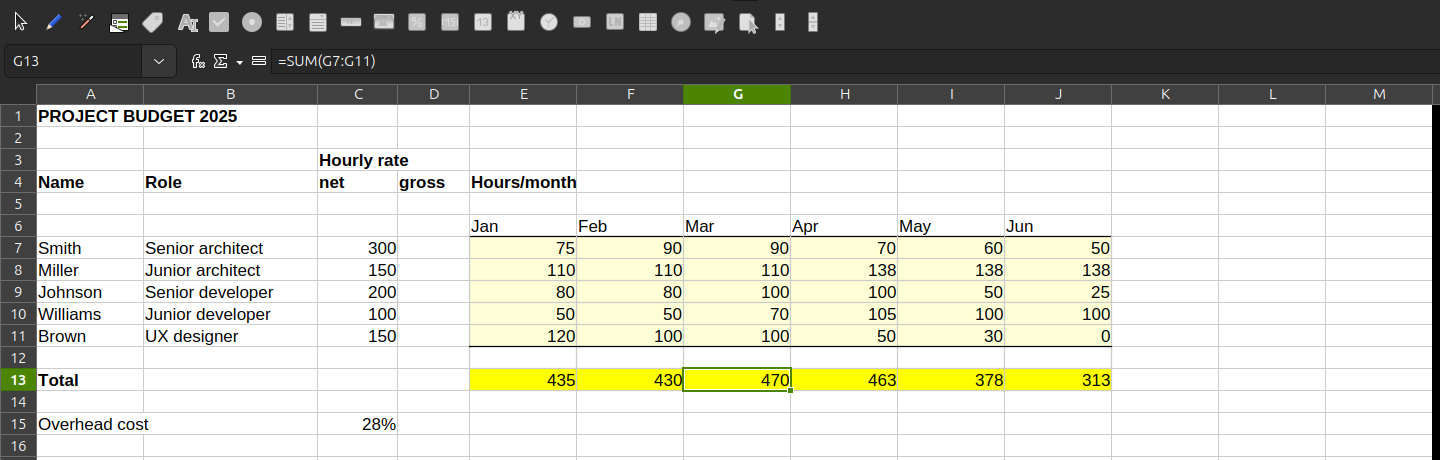 % 15 13 XY LN
G13 fx Σ = =SUM(G7:G11)
A B C D E F G H I J K L M
1 PROJECT BUDGET 2025
2
3 Hourly rate
4 Name Role net gross Hours/month
5
6 Jan Feb Mar Apr May Jun
7 Smith Senior architect 300 75 90 90 70 60 50
8 Miller Junior architect 150 110 110 110 138 138 138
9 Johnson Senior developer 200 80 80 100 100 50 25
10 Williams Junior developer 100 50 50 70 105 100 100
11 Brown UX designer 150 120 100 100 50 30 0
12
13 Total 435 430 470 463 378 313
14
15 Overhead cost 28%
16